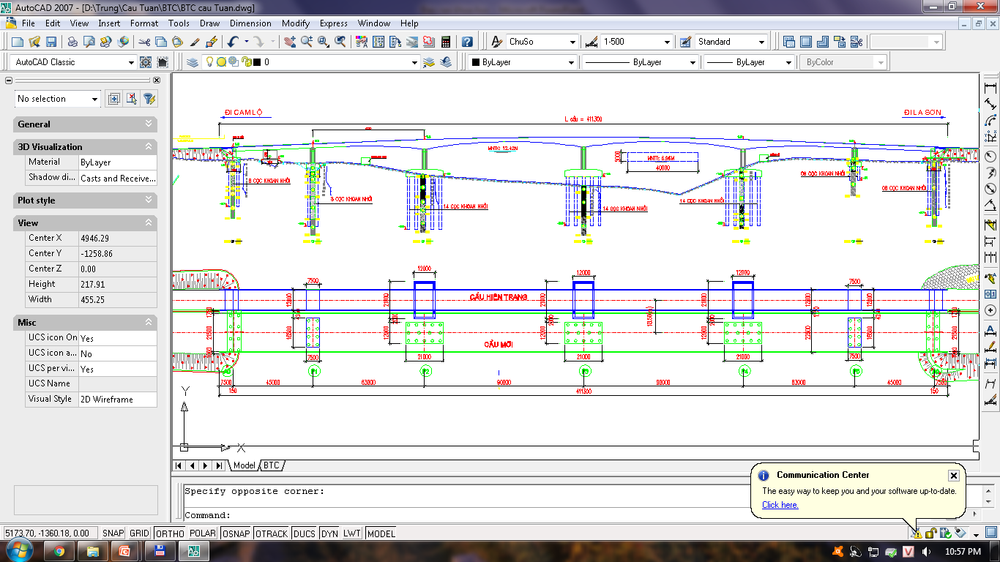 AutoCAD 2007 - [D:\Trung\Cau Tuan\BTC\BTC cau Tuan.dwg]
File Edit View Insert Format Tools Draw Dimension Modify Express Window Help
ChuSo 1-500 Standard
AutoCAD Classic 0 ByLayer ByLayer ByLayer ByColor
No selection
General
3D Visualization
Material ByLayer
Shadow di... Casts and Receive...
Plot style
View
Center X 4946.29
Center Y -1258.86
Center Z 0.00
Height 217.91
Width 455.25
Misc
UCS icon On Yes
UCS icon a... No
UCS per vi... Yes
UCS Name
Visual Style 2D Wireframe
ĐI CAM LỘ ĐI LA SƠN
L cầu = 411300
MNTK: 12.42M
5000 MNTT: 6.96M
40000
8 CỌC KHOAN NHỒI 08 CỌC KHOAN NHỒI
8 CỌC KHOAN NHỒI 08 CỌC KHOAN NHỒI
14 CỌC KHOAN NHỒI 14 CỌC KHOAN NHỒI 14 CỌC KHOAN NHỒI
12000 12000 12000
7500 7500
CẦU HIỆN TRẠNG
CẦU MỚI
7500 21000 21000 21000 7500
P1 P2 P3 P4 P5
7500 45000 63000 90000 90000 63000 45000 7500
150 411300 150
Y
X
Model BTC
Specify opposite corner:
Command:
Communication Center
The easy way to keep you and your software up-to-date.
Click here.
5173.70, -1360.18, 0.00 SNAP GRID ORTHO POLAR OSNAP OTRACK DUCS DYN LWT MODEL
10:57 PM